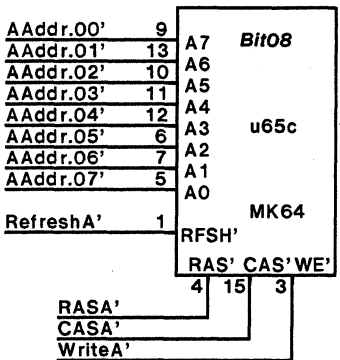 AAddr.00' 9 A7 Bit08
AAddr.01' 13 A6
AAddr.02' 10 A5
AAddr.03' 11 A4
AAddr.04' 12 A3 u65c
AAddr.05' 6 A2
AAddr.06' 7 A1
AAddr.07' 5 A0
MK64
RefreshA' 1 RFSH'
RAS' CAS' WE'
4 15 3
RASA'
CASA'
WriteA'